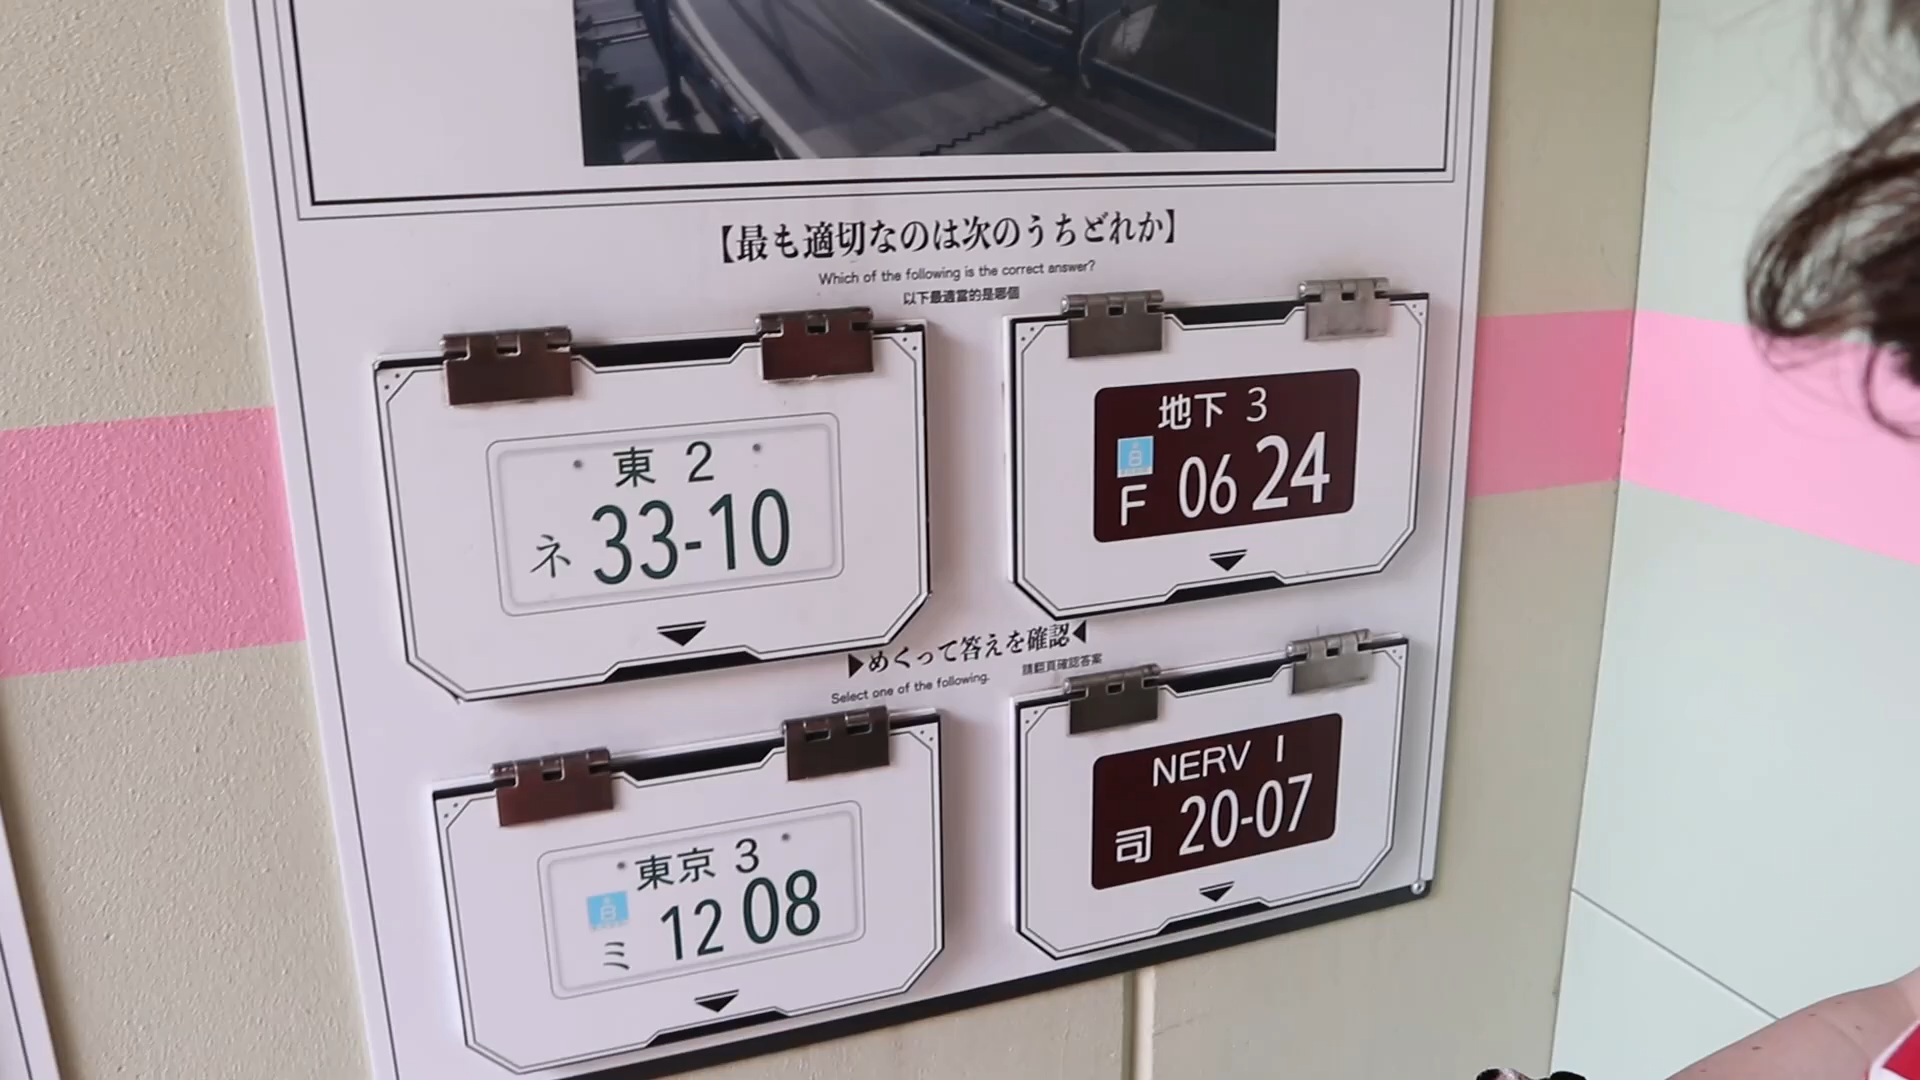 【最も適切なのは次のうちどれか】
Which of the following is the correct answer?
以下最適當的是哪個
東 2
ネ 33-10
地下 3
F 06 24
▶めくって答えを確認◀
請翻頁確認答案
Select one of the following.
東京 3
ミ 12 08
NERV 1
司 20-07